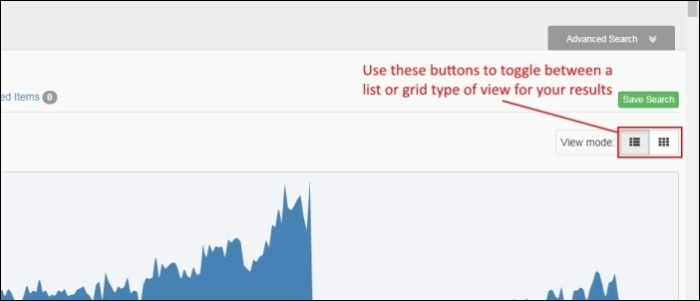 Advanced Search
Use these buttons to toggle between a
list or grid type of view for your results
ed Items 0
Save Search
View mode: